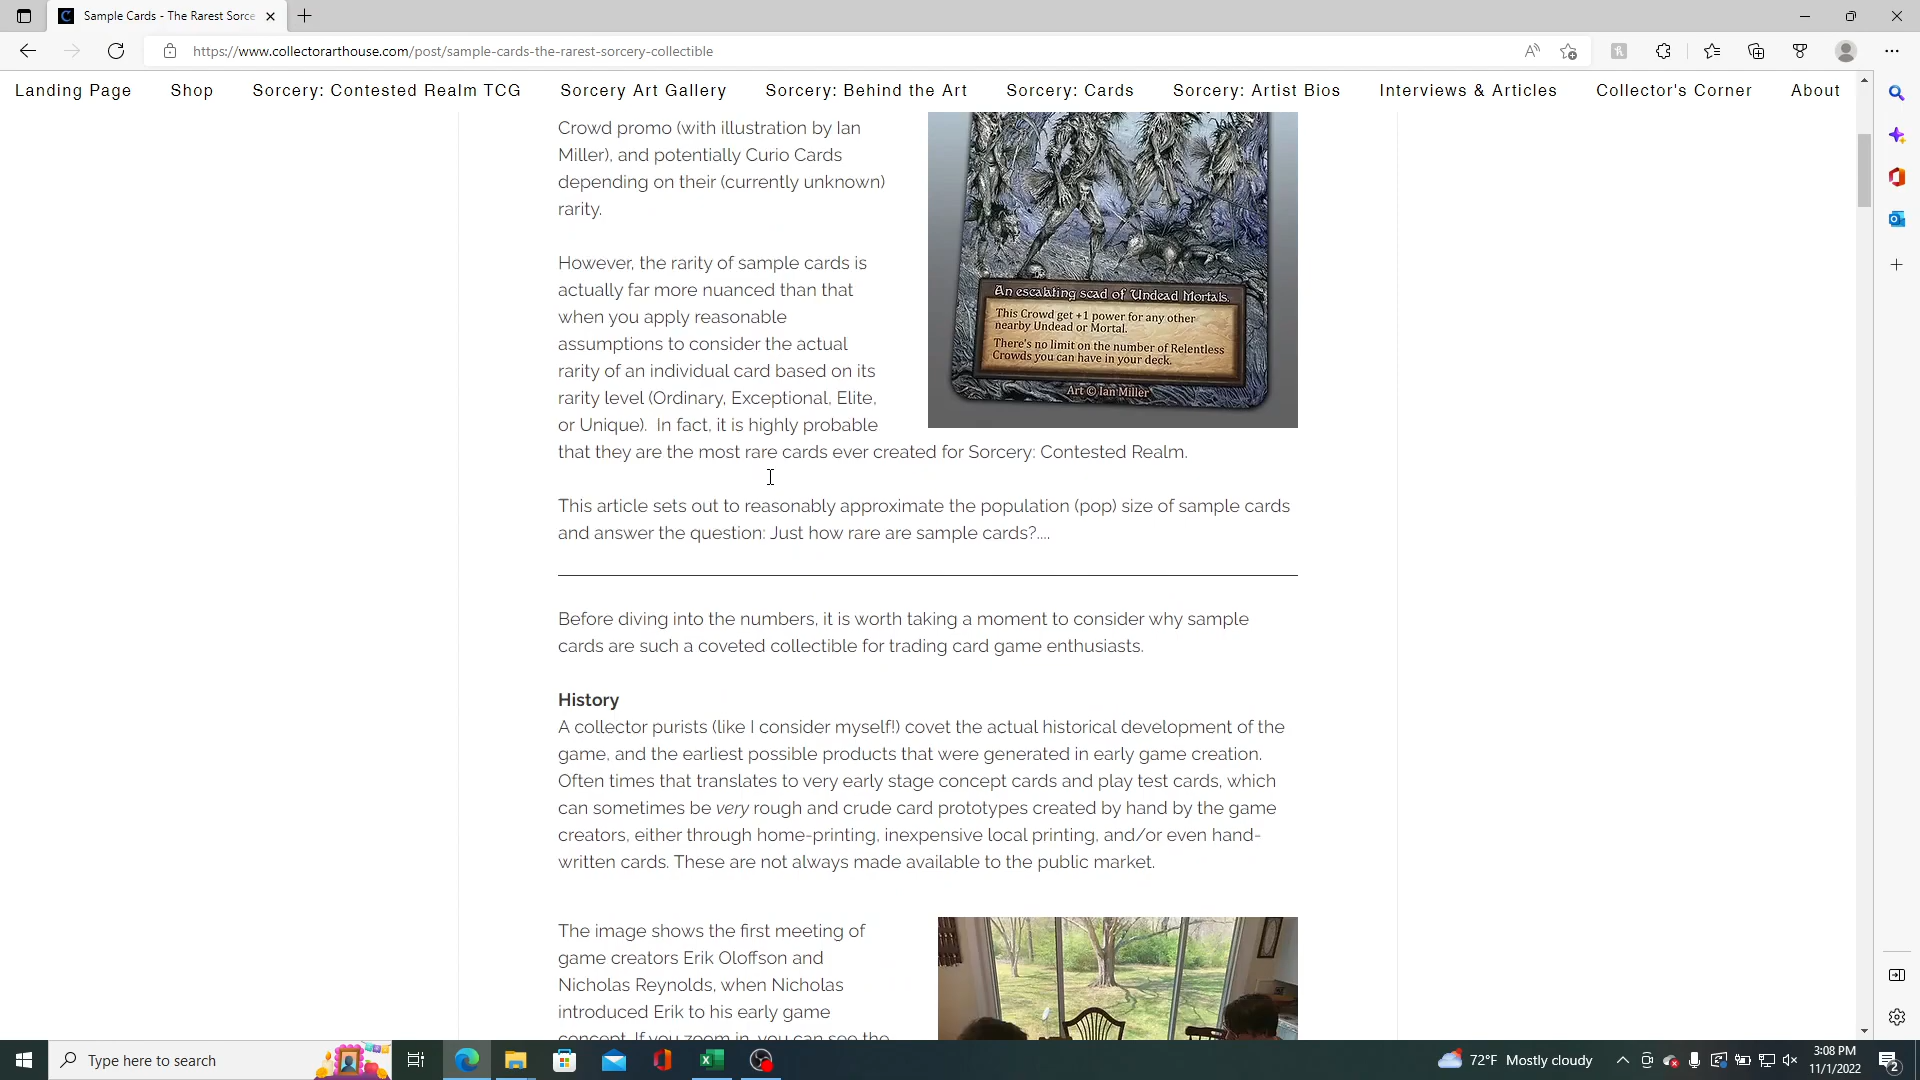 Sample Cards - The Rarest Sorce
https://www.collectorarthouse.com/post/sample-cards-the-rarest-sorcery-collectible
Landing Page
Shop
Sorcery: Contested Realm TCG
Sorcery Art Gallery
Sorcery: Behind the Art
Sorcery: Cards
Sorcery: Artist Bios
Interviews & Articles
Collector's Corner
About
Crowd promo (with illustration by Ian
Miller), and potentially Curio Cards
depending on their (currently unknown)
rarity.
However, the rarity of sample cards is
actually far more nuanced than that
when you apply reasonable
assumptions to consider the actual
rarity of an individual card based on its
rarity level (Ordinary, Exceptional, Elite,
or Unique).  In fact, it is highly probable
that they are the most rare cards ever created for Sorcery: Contested Realm.
An escalating scad of Undead Mortals.
This Crowd get +1 power for any other
nearby Undead or Mortal.
There's no limit on the number of Relentless
Crowds you can have in your deck.
Art © Ian Miller
This article sets out to reasonably approximate the population (pop) size of sample cards
and answer the question: Just how rare are sample cards?....
Before diving into the numbers, it is worth taking a moment to consider why sample
cards are such a coveted collectible for trading card game enthusiasts.
History
A collector purists (like I consider myself!) covet the actual historical development of the
game, and the earliest possible products that were generated in early game creation.
Often times that translates to very early stage concept cards and play test cards, which
can sometimes be very rough and crude card prototypes created by hand by the game
creators, either through home-printing, inexpensive local printing, and/or even hand-
written cards. These are not always made available to the public market.
The image shows the first meeting of
game creators Erik Oloffson and
Nicholas Reynolds, when Nicholas
introduced Erik to his early game
concept. If you zoom in, you can see the
Type here to search
72°F Mostly cloudy
3:08 PM
11/1/2022
2